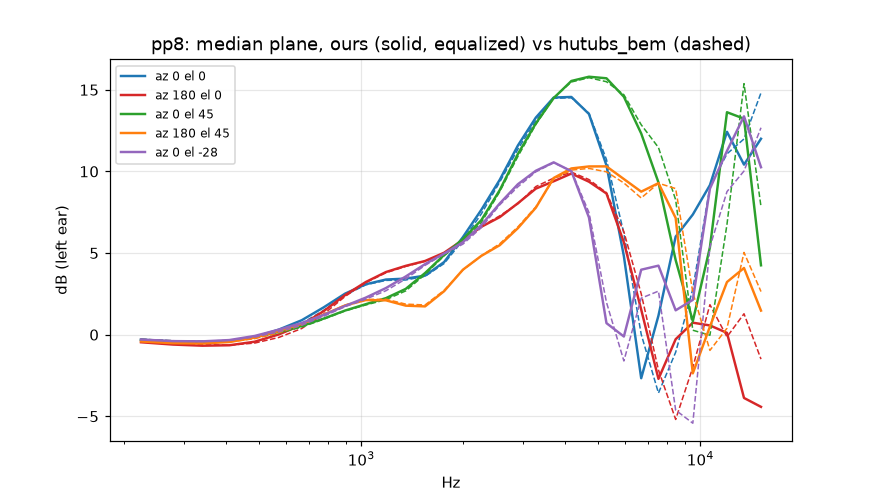 pp8: median plane, ours (solid, equalized) vs hutubs_bem (dashed)
az 0 el 0
az 180 el 0
az 0 el 45
az 180 el 45
az 0 el -28
15
10
5
0
−5
dB (left ear)
10³
10⁴
Hz